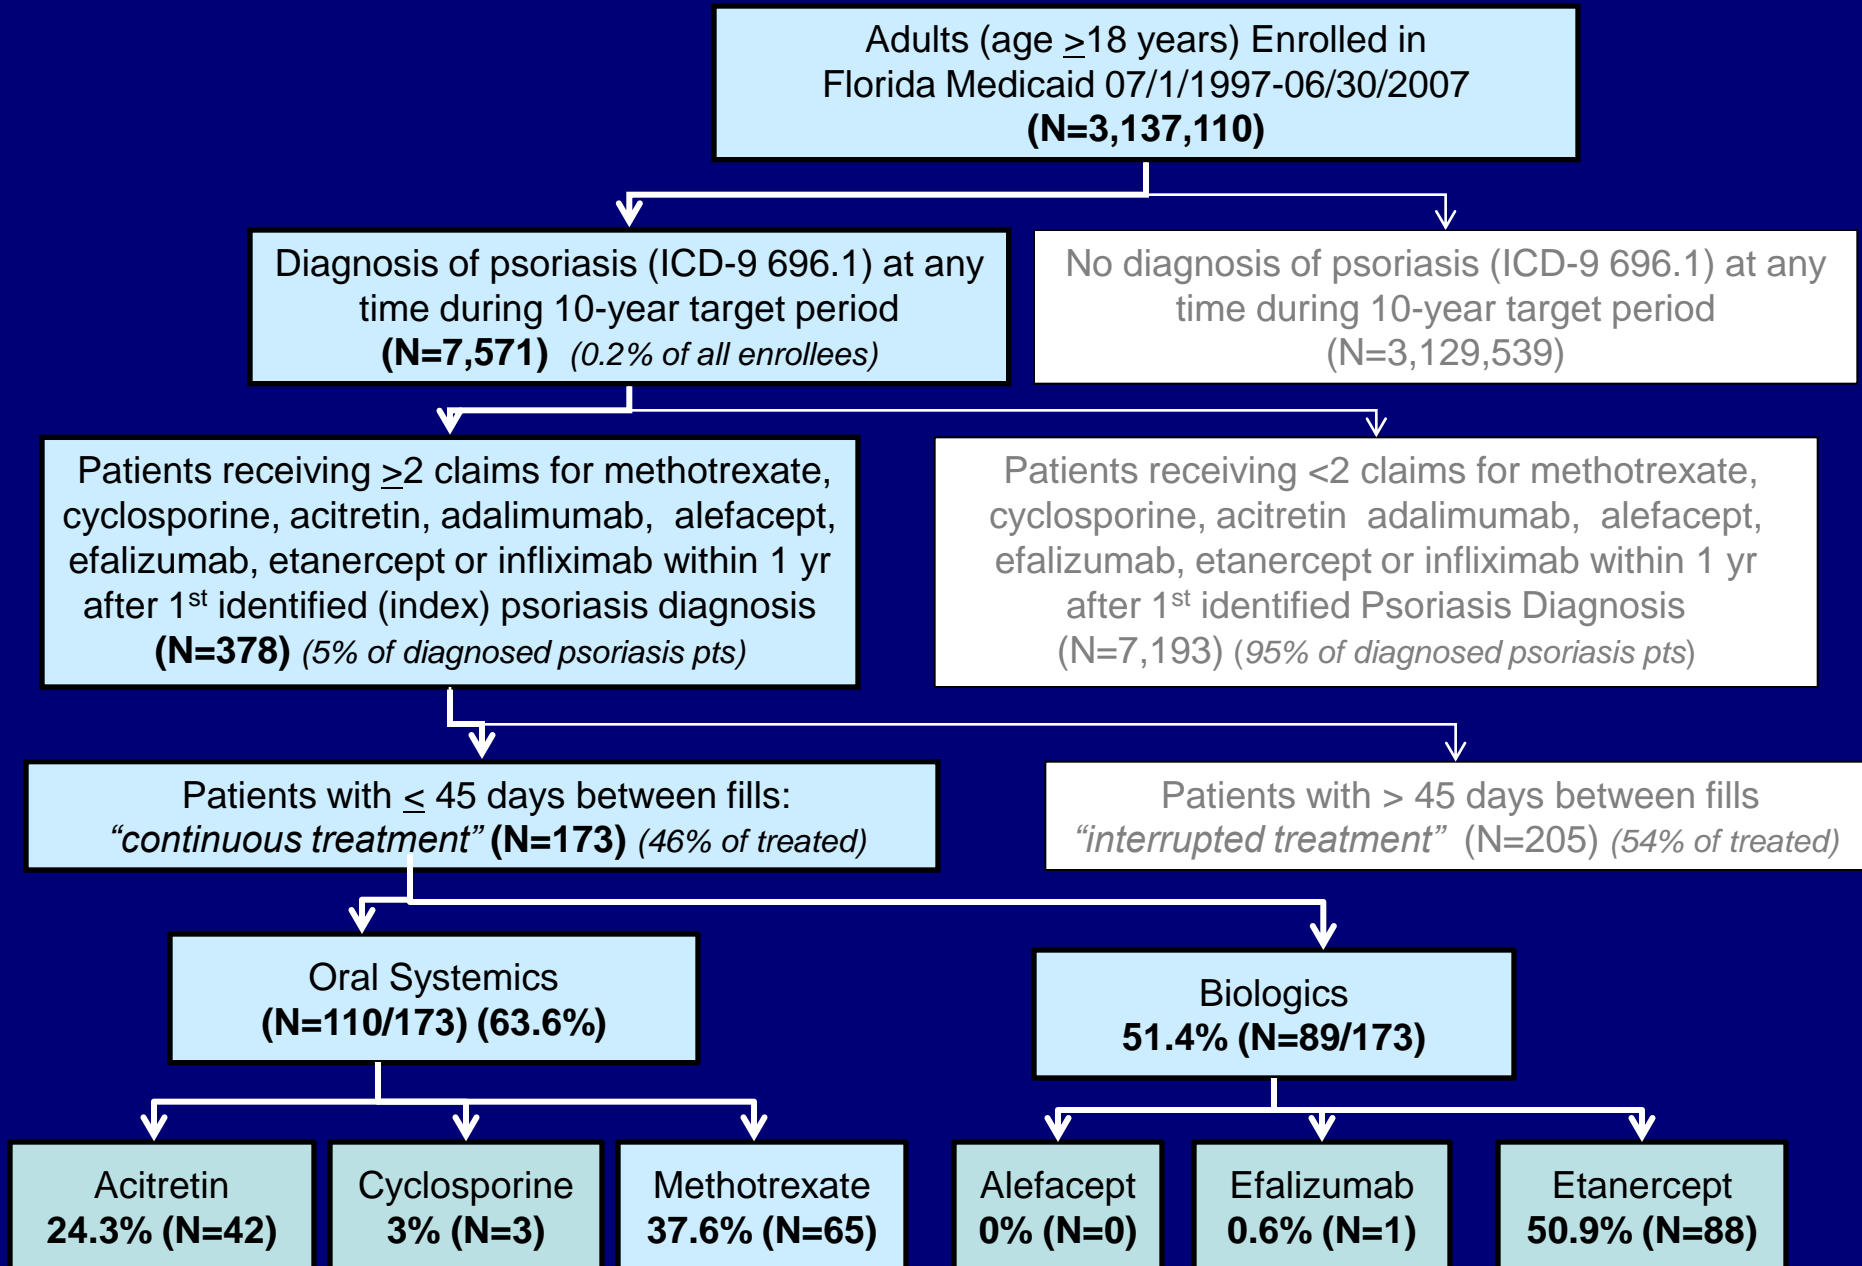 Adults (age ≥18 years) Enrolled in
Florida Medicaid 07/1/1997-06/30/2007
(N=3,137,110)
Diagnosis of psoriasis (ICD-9 696.1) at any
time during 10-year target period
(N=7,571) (0.2% of all enrollees)
No diagnosis of psoriasis (ICD-9 696.1) at any
time during 10-year target period
(N=3,129,539)
Patients receiving ≥2 claims for methotrexate,
cyclosporine, acitretin, adalimumab, alefacept,
efalizumab, etanercept or infliximab within 1 yr
after 1st identified (index) psoriasis diagnosis
(N=378) (5% of diagnosed psoriasis pts)
Patients receiving <2 claims for methotrexate,
cyclosporine, acitretin adalimumab, alefacept,
efalizumab, etanercept or infliximab within 1 yr
after 1st identified Psoriasis Diagnosis
(N=7,193) (95% of diagnosed psoriasis pts)
Patients with ≤ 45 days between fills:
“continuous treatment” (N=173) (46% of treated)
Patients with > 45 days between fills
“interrupted treatment” (N=205) (54% of treated)
Oral Systemics
(N=110/173) (63.6%)
Biologics
51.4% (N=89/173)
Acitretin
24.3% (N=42)
Cyclosporine
3% (N=3)
Methotrexate
37.6% (N=65)
Alefacept
0% (N=0)
Efalizumab
0.6% (N=1)
Etanercept
50.9% (N=88)